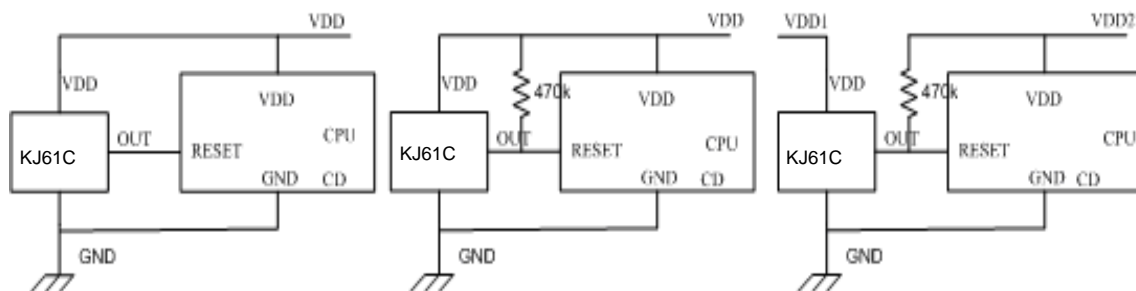 VDD
VDD
VDD
KJ61C
OUT
RESET
CPU
GND CD
GND
VDD
VDD
470k
VDD
KJ61C
OUT
RESET
CPU
GND CD
GND
VDD1
VDD2
VDD
470k
VDD
KJ61C
OUT
RESET
CPU
GND CD
GND